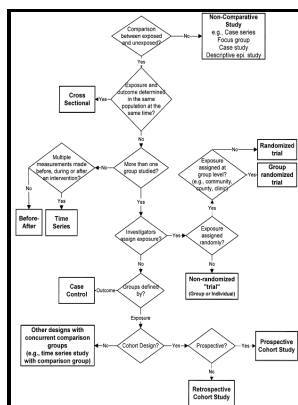 Comparison
between exposed
and unexposed?
No
Non-Comparative
Study
e.g., Case series
Focus group
Case study
Descriptive epi. study
Yes
Exposure and
outcome determined in
the same
population at the
same time?
Yes
Cross
Sectional
No
Multiple
measurements made
before, during or after
an intervention?
No
More than one
group studied?
Exposure
assigned at
group level?
(e.g., community,
county, clinic)
No
Randomized
trial
Yes
Group
randomized
trial
No
Yes
Before-
After
Time
Series
Yes
Yes
Investigators
assign exposure?
Yes
Exposure
assigned
randomly?
No
No
Case
Control
Outcome
Groups defined
by?
Non-randomized
"trial"
(Group or Individual)
Exposure
Other designs with
concurrent comparison
groups
(e.g., time series study
with comparison group)
No
Cohort Design?
Yes
Prospective?
Yes
Prospective
Cohort Study
No
Retrospective
Cohort Study